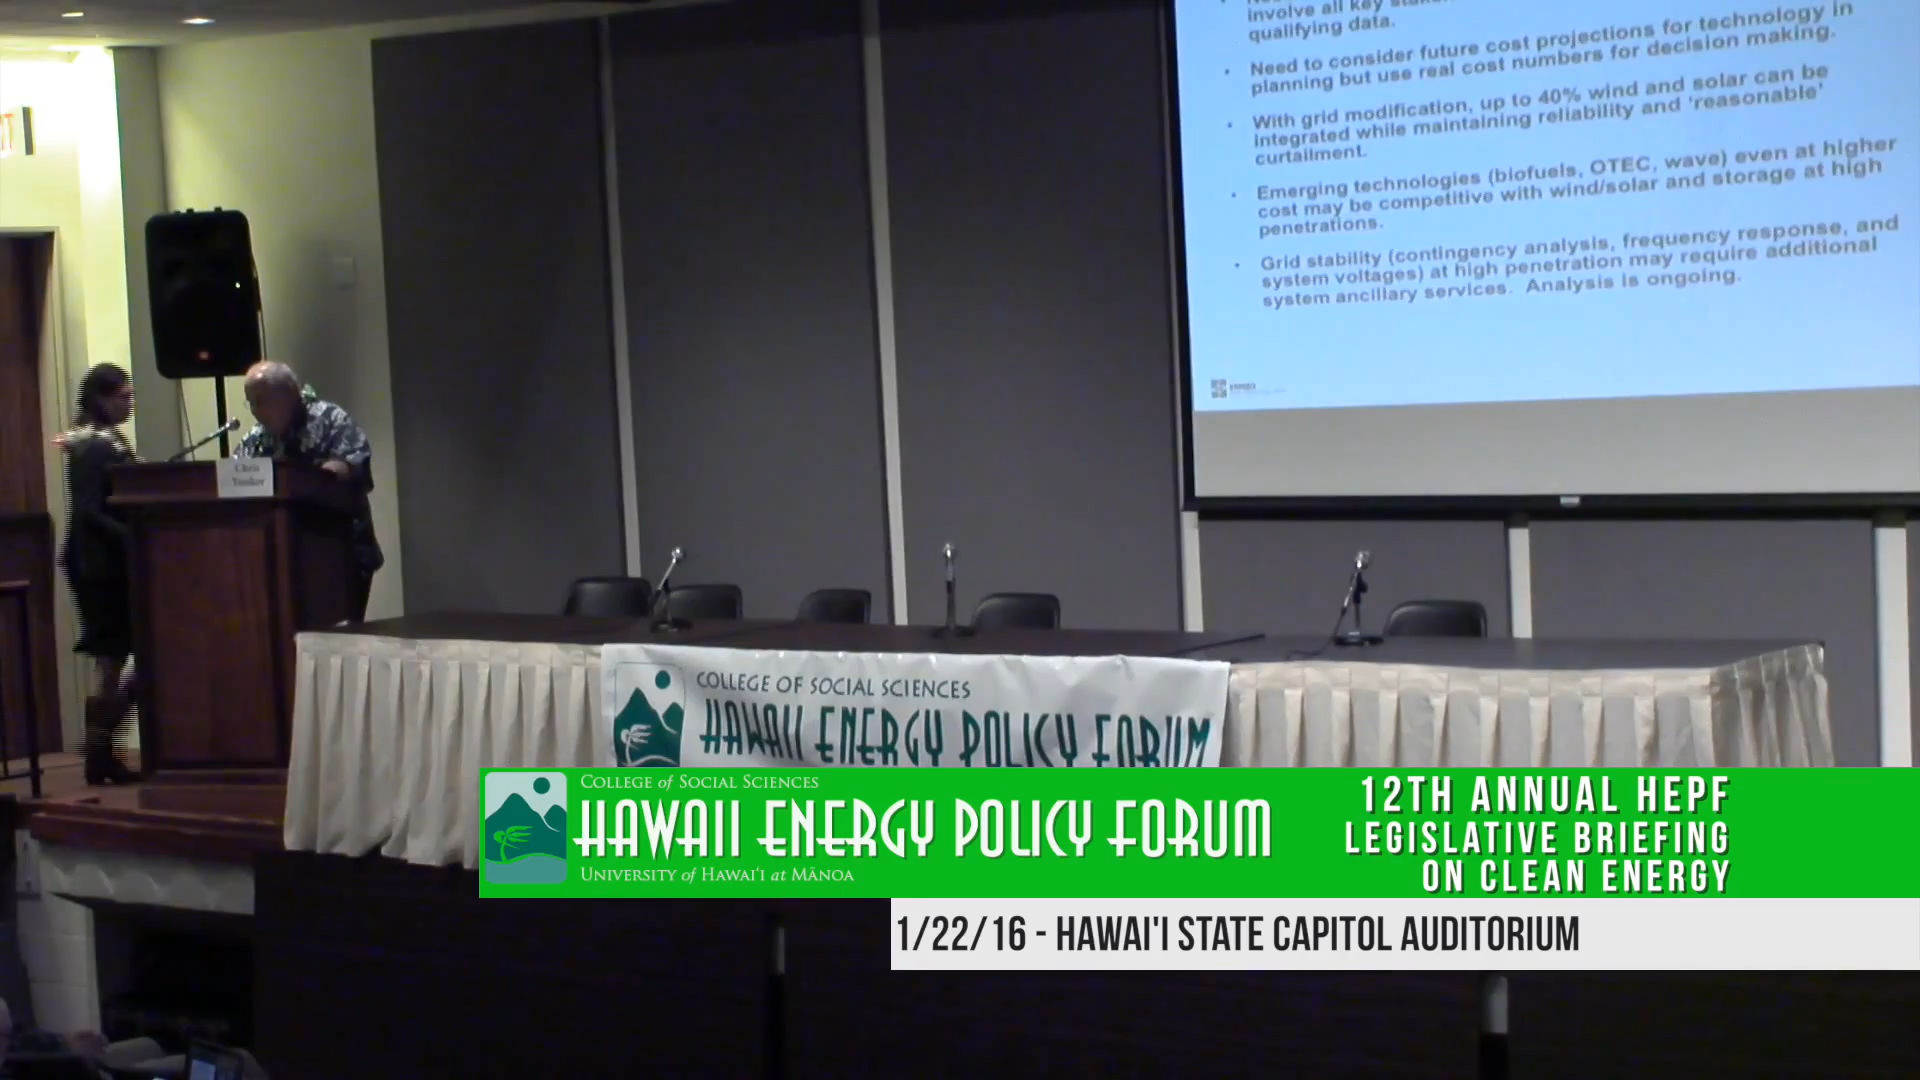 involve all key
qualifying data.
Need to consider future cost projections for technology in
planning but use real cost numbers for decision making.
With grid modification, up to 40% wind and solar can be
integrated while maintaining reliability and ‘reasonable’
curtailment.
Emerging technologies (biofuels, OTEC, wave) even at higher
cost may be competitive with wind/solar and storage at high
penetrations.
Grid stability (contingency analysis, frequency response, and
system voltages) at high penetration may require additional
system ancillary services. Analysis is ongoing.
Chris
COLLEGE OF SOCIAL SCIENCES
HAWAII ENERGY POLICY FORUM
COLLEGE of SOCIAL SCIENCES
HAWAII ENERGY POLICY FORUM
UNIVERSITY of HAWAI‘I at MĀNOA
12TH ANNUAL HEPF
LEGISLATIVE BRIEFING
ON CLEAN ENERGY
1/22/16 - HAWAI'I STATE CAPITOL AUDITORIUM